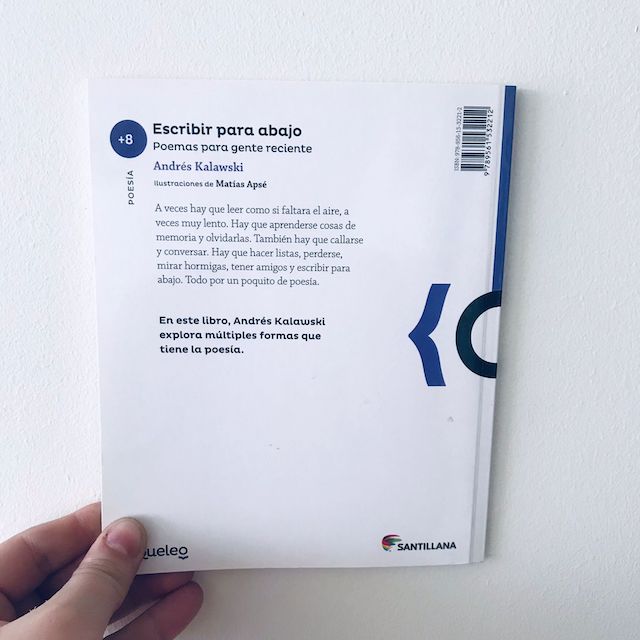 +8
POESÍA
Escribir para abajo
Poemas para gente reciente
Andrés Kalawski
Ilustraciones de Matías Apsé
A veces hay que leer como si faltara el aire, a
veces muy lento. Hay que aprenderse cosas de
memoria y olvidarlas. También hay que callarse
y conversar. Hay que hacer listas, perderse,
mirar hormigas, tener amigos y escribir para
abajo. Todo por un poquito de poesía.
En este libro, Andrés Kalawski
explora múltiples formas que
tiene la poesía.
ISBN: 978-956-15-3221-2
9 789561 532212
ueleo
SANTILLANA